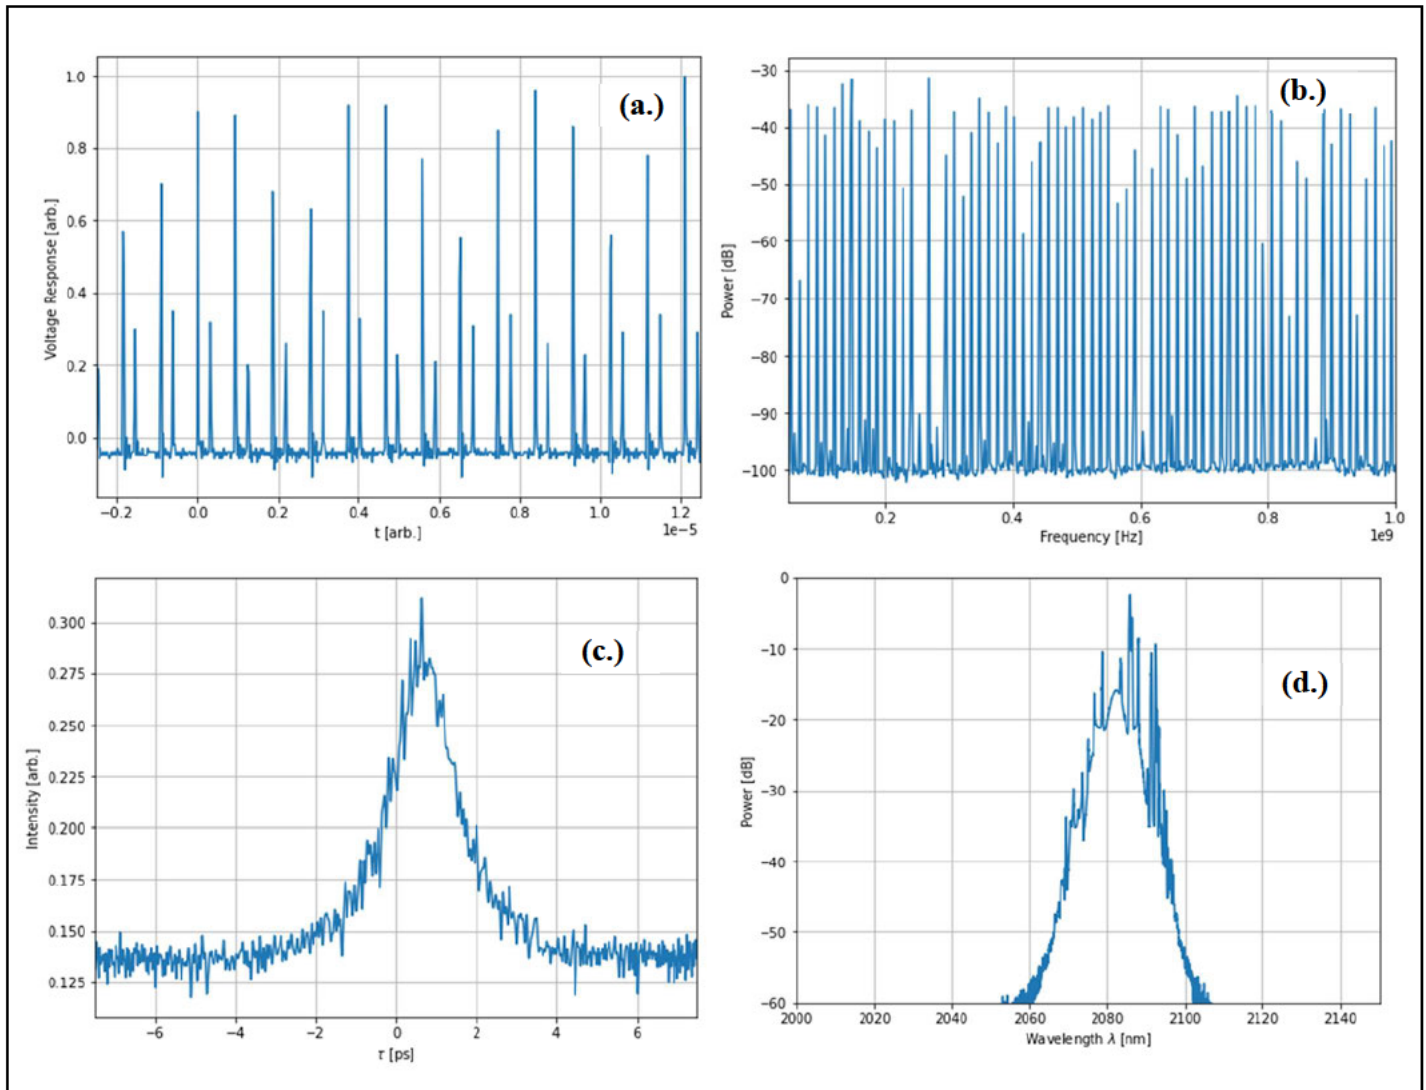 (a.)
Voltage Response [arb.]
1.0
0.8
0.6
0.4
0.2
0.0
−0.2 0.0 0.2 0.4 0.6 0.8 1.0 1.2
1e−5
t [arb.]
(b.)
Power [dB]
−30
−40
−50
−60
−70
−80
−90
−100
0.2 0.4 0.6 0.8 1.0
1e9
Frequency [Hz]
(c.)
Intensity [arb.]
0.300
0.275
0.250
0.225
0.200
0.175
0.150
0.125
−6 −4 −2 0 2 4 6
τ [ps]
(d.)
Power [dB]
0
−10
−20
−30
−40
−50
−60
2000 2020 2040 2060 2080 2100 2120 2140
Wavelength λ [nm]